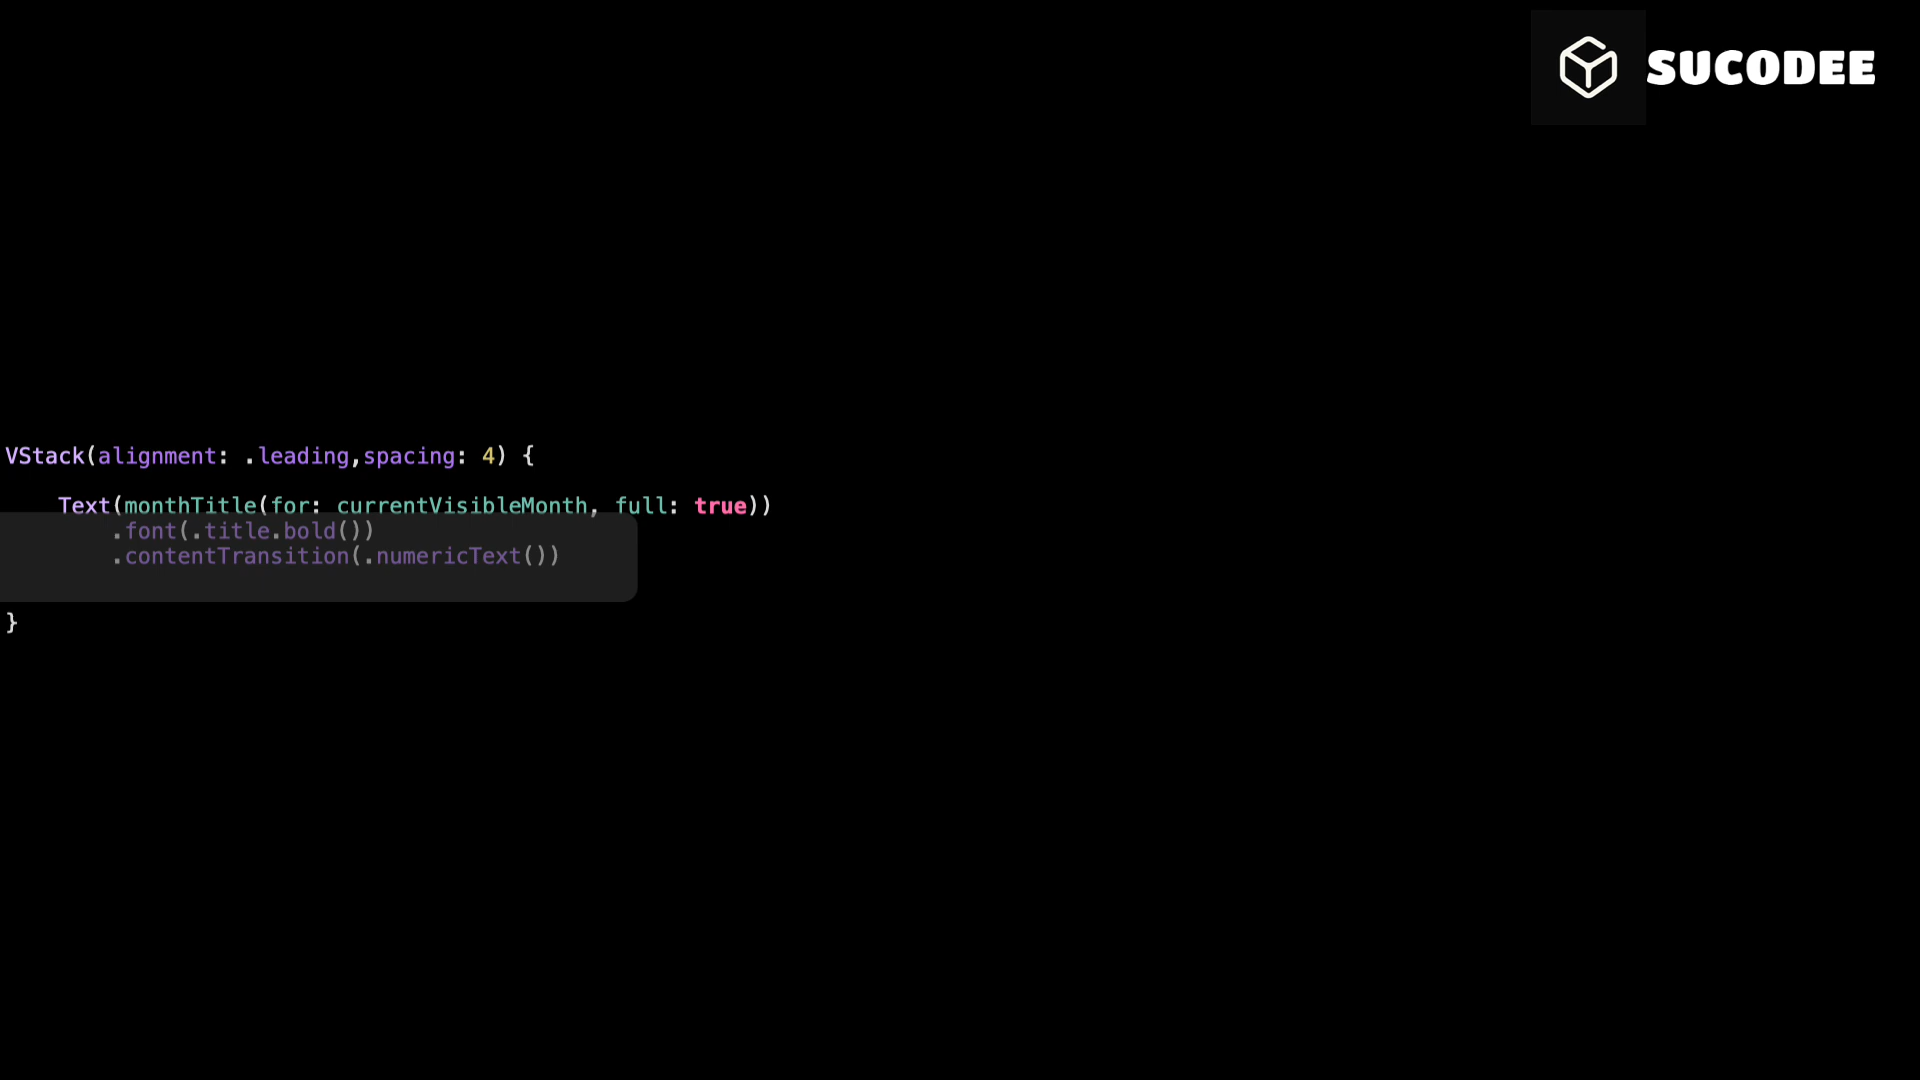 SUCODEE
VStack(alignment: .leading,spacing: 4) {
    Text(monthTitle(for: currentVisibleMonth, full: true))
        .font(.title.bold())
        .contentTransition(.numericText())
}